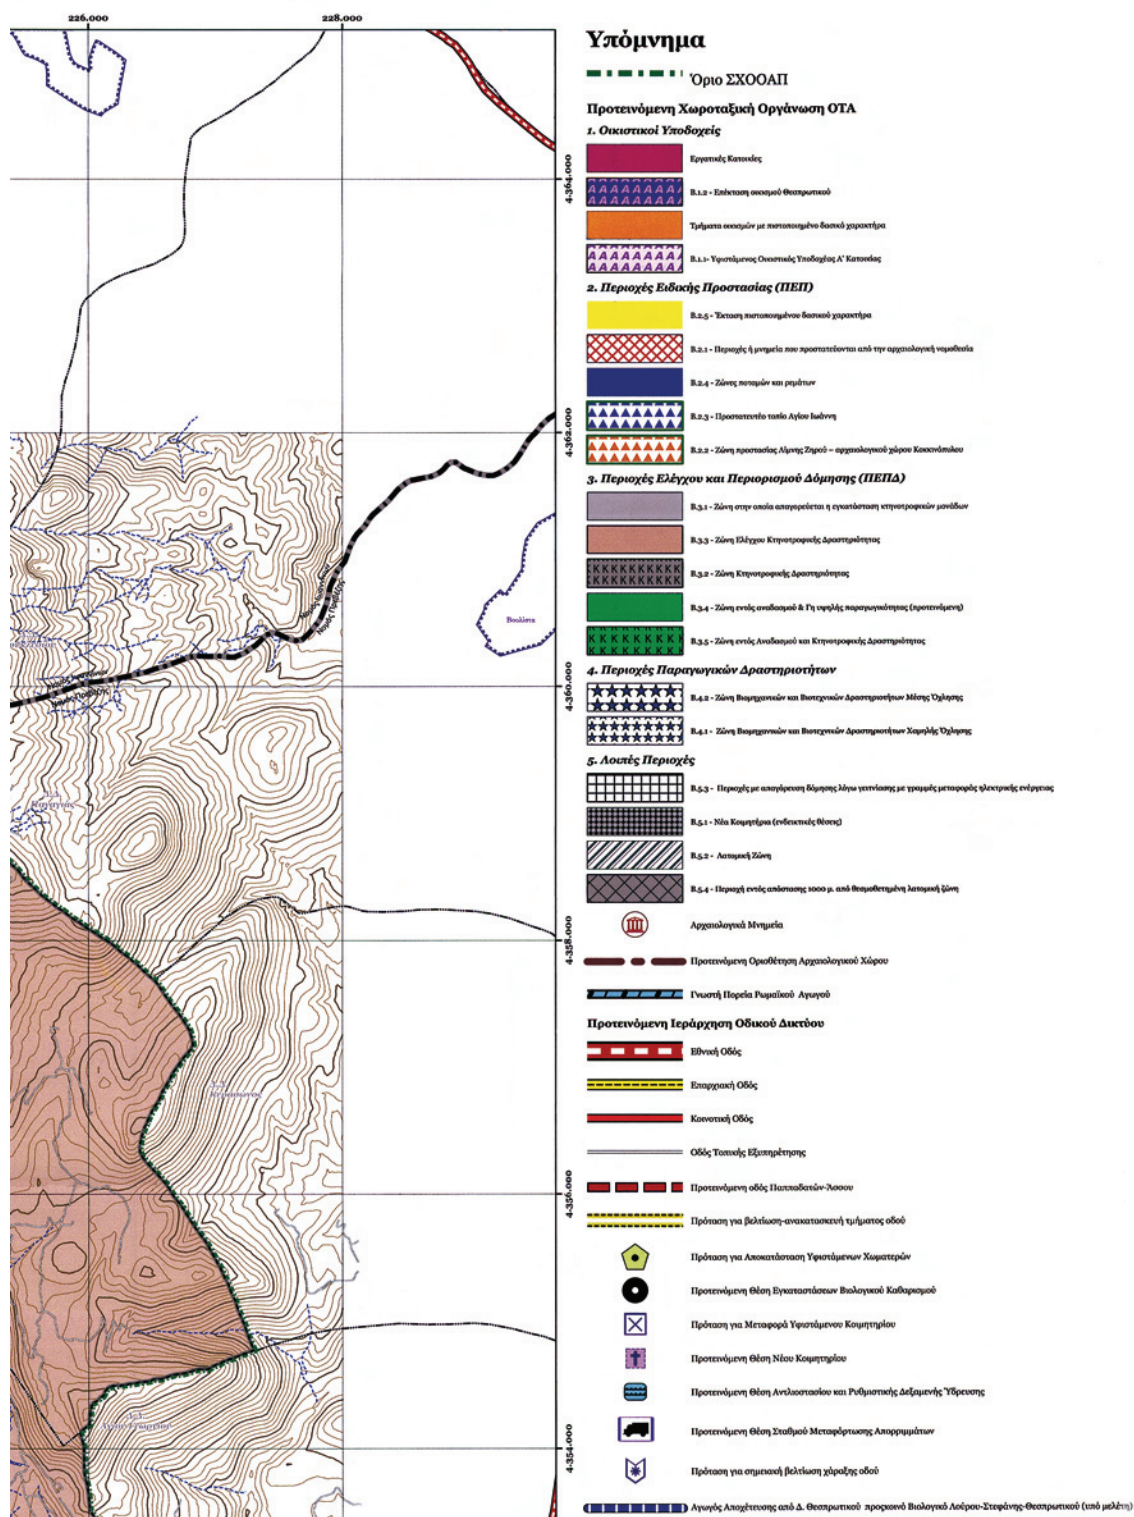 226.000
228.000
4.364.000
4.362.000
4.360.000
4.358.000
4.356.000
4.354.000
Βουλίστα
Νομός Ιωαννίνων
Νομός Πρέβεζης
Νομός Ιωαννίνων
Νομός Πρέβεζης
Υπόμνημα
Όριο ΣΧΟΟΑΠ
Προτεινόμενη Χωροταξική Οργάνωση ΟΤΑ
1. Οικιστικοί Υποδοχείς
Εργατικές Κατοικίες
Β.1.2 - Επέκταση οικισμού Θεσπρωτικού
Τμήματα οικισμών με πιστοποιημένο δασικό χαρακτήρα
Β.1.1- Υφιστάμενος Οικιστικός Υποδοχέας Α' Κατοικίας
2. Περιοχές Ειδικής Προστασίας (ΠΕΠ)
Β.2.5 - Έκταση πιστοποιημένου δασικού χαρακτήρα
Β.2.1 - Περιοχές ή μνημεία που προστατεύονται από την αρχαιολογική νομοθεσία
Β.2.4 - Ζώνες ποταμών και ρεμάτων
Β.2.3 - Προστατευτέο τοπίο Αγίου Ιωάννη
Β.2.2 - Ζώνη προστασίας Λίμνης Ζηρού – αρχαιολογικού χώρου Κοκκινόπυλου
3. Περιοχές Ελέγχου και Περιορισμού Δόμησης (ΠΕΠΔ)
Β.3.1 - Ζώνη στην οποία απαγορεύεται η εγκατάσταση κτηνοτροφικών μονάδων
Β.3.3 - Ζώνη Ελέγχου Κτηνοτροφικής Δραστηριότητας
Β.3.2 - Ζώνη Κτηνοτροφικής Δραστηριότητας
Β.3.4 - Ζώνη εντός αναδασμού & Γη υψηλής παραγωγικότητας (προτεινόμενη)
Β.3.5 - Ζώνη εντός Αναδασμού και Κτηνοτροφικής Δραστηριότητας
4. Περιοχές Παραγωγικών Δραστηριοτήτων
Β.4.2 - Ζώνη Βιομηχανικών και Βιοτεχνικών Δραστηριοτήτων Μέσης Όχλησης
Β.4.1 - Ζώνη Βιομηχανικών και Βιοτεχνικών Δραστηριοτήτων Χαμηλής Όχλησης
5. Λοιπές Περιοχές
Β.5.3 - Περιοχές με απαγόρευση δόμησης λόγω γειτνίασης με γραμμές μεταφοράς ηλεκτρικής ενέργειας
Β.5.1 - Νέα Κοιμητήρια (ενδεικτικές θέσεις)
Β.5.2 - Λατομική Ζώνη
Β.5.4 - Περιοχή εντός απόστασης 1000 μ. από θεσμοθετημένη λατομική ζώνη
Αρχαιολογικά Μνημεία
Προτεινόμενη Οριοθέτηση Αρχαιολογικού Χώρου
Γνωστή Πορεία Ρωμαϊκού Αγωγού
Προτεινόμενη Ιεράρχηση Οδικού Δικτύου
Εθνική Οδός
Επαρχιακή Οδός
Κοινοτική Οδός
Οδός Τοπικής Εξυπηρέτησης
Προτεινόμενη οδός Παππαδατών-Άσσου
Πρόταση για βελτίωση-ανακατασκευή τμήματος οδού
Πρόταση για Αποκατάσταση Υφιστάμενων Χωματερών
Προτεινόμενη Θέση Εγκαταστάσεων Βιολογικού Καθαρισμού
Πρόταση για Μεταφορά Υφιστάμενου Κοιμητηρίου
Προτεινόμενη Θέση Νέου Κοιμητηρίου
Προτεινόμενη Θέση Αντλιοστασίου και Ρυθμιστικής Δεξαμενής Ύδρευσης
Προτεινόμενη Θέση Σταθμού Μεταφόρτωσης Απορριμμάτων
Πρόταση για σημειακή βελτίωση χάραξης οδού
Αγωγός Αποχέτευσης από Δ. Θεσπρωτικού προς κοινό Βιολογικό Λούρου-Στεφάνης-Θεσπρωτικού (υπό μελέτη)